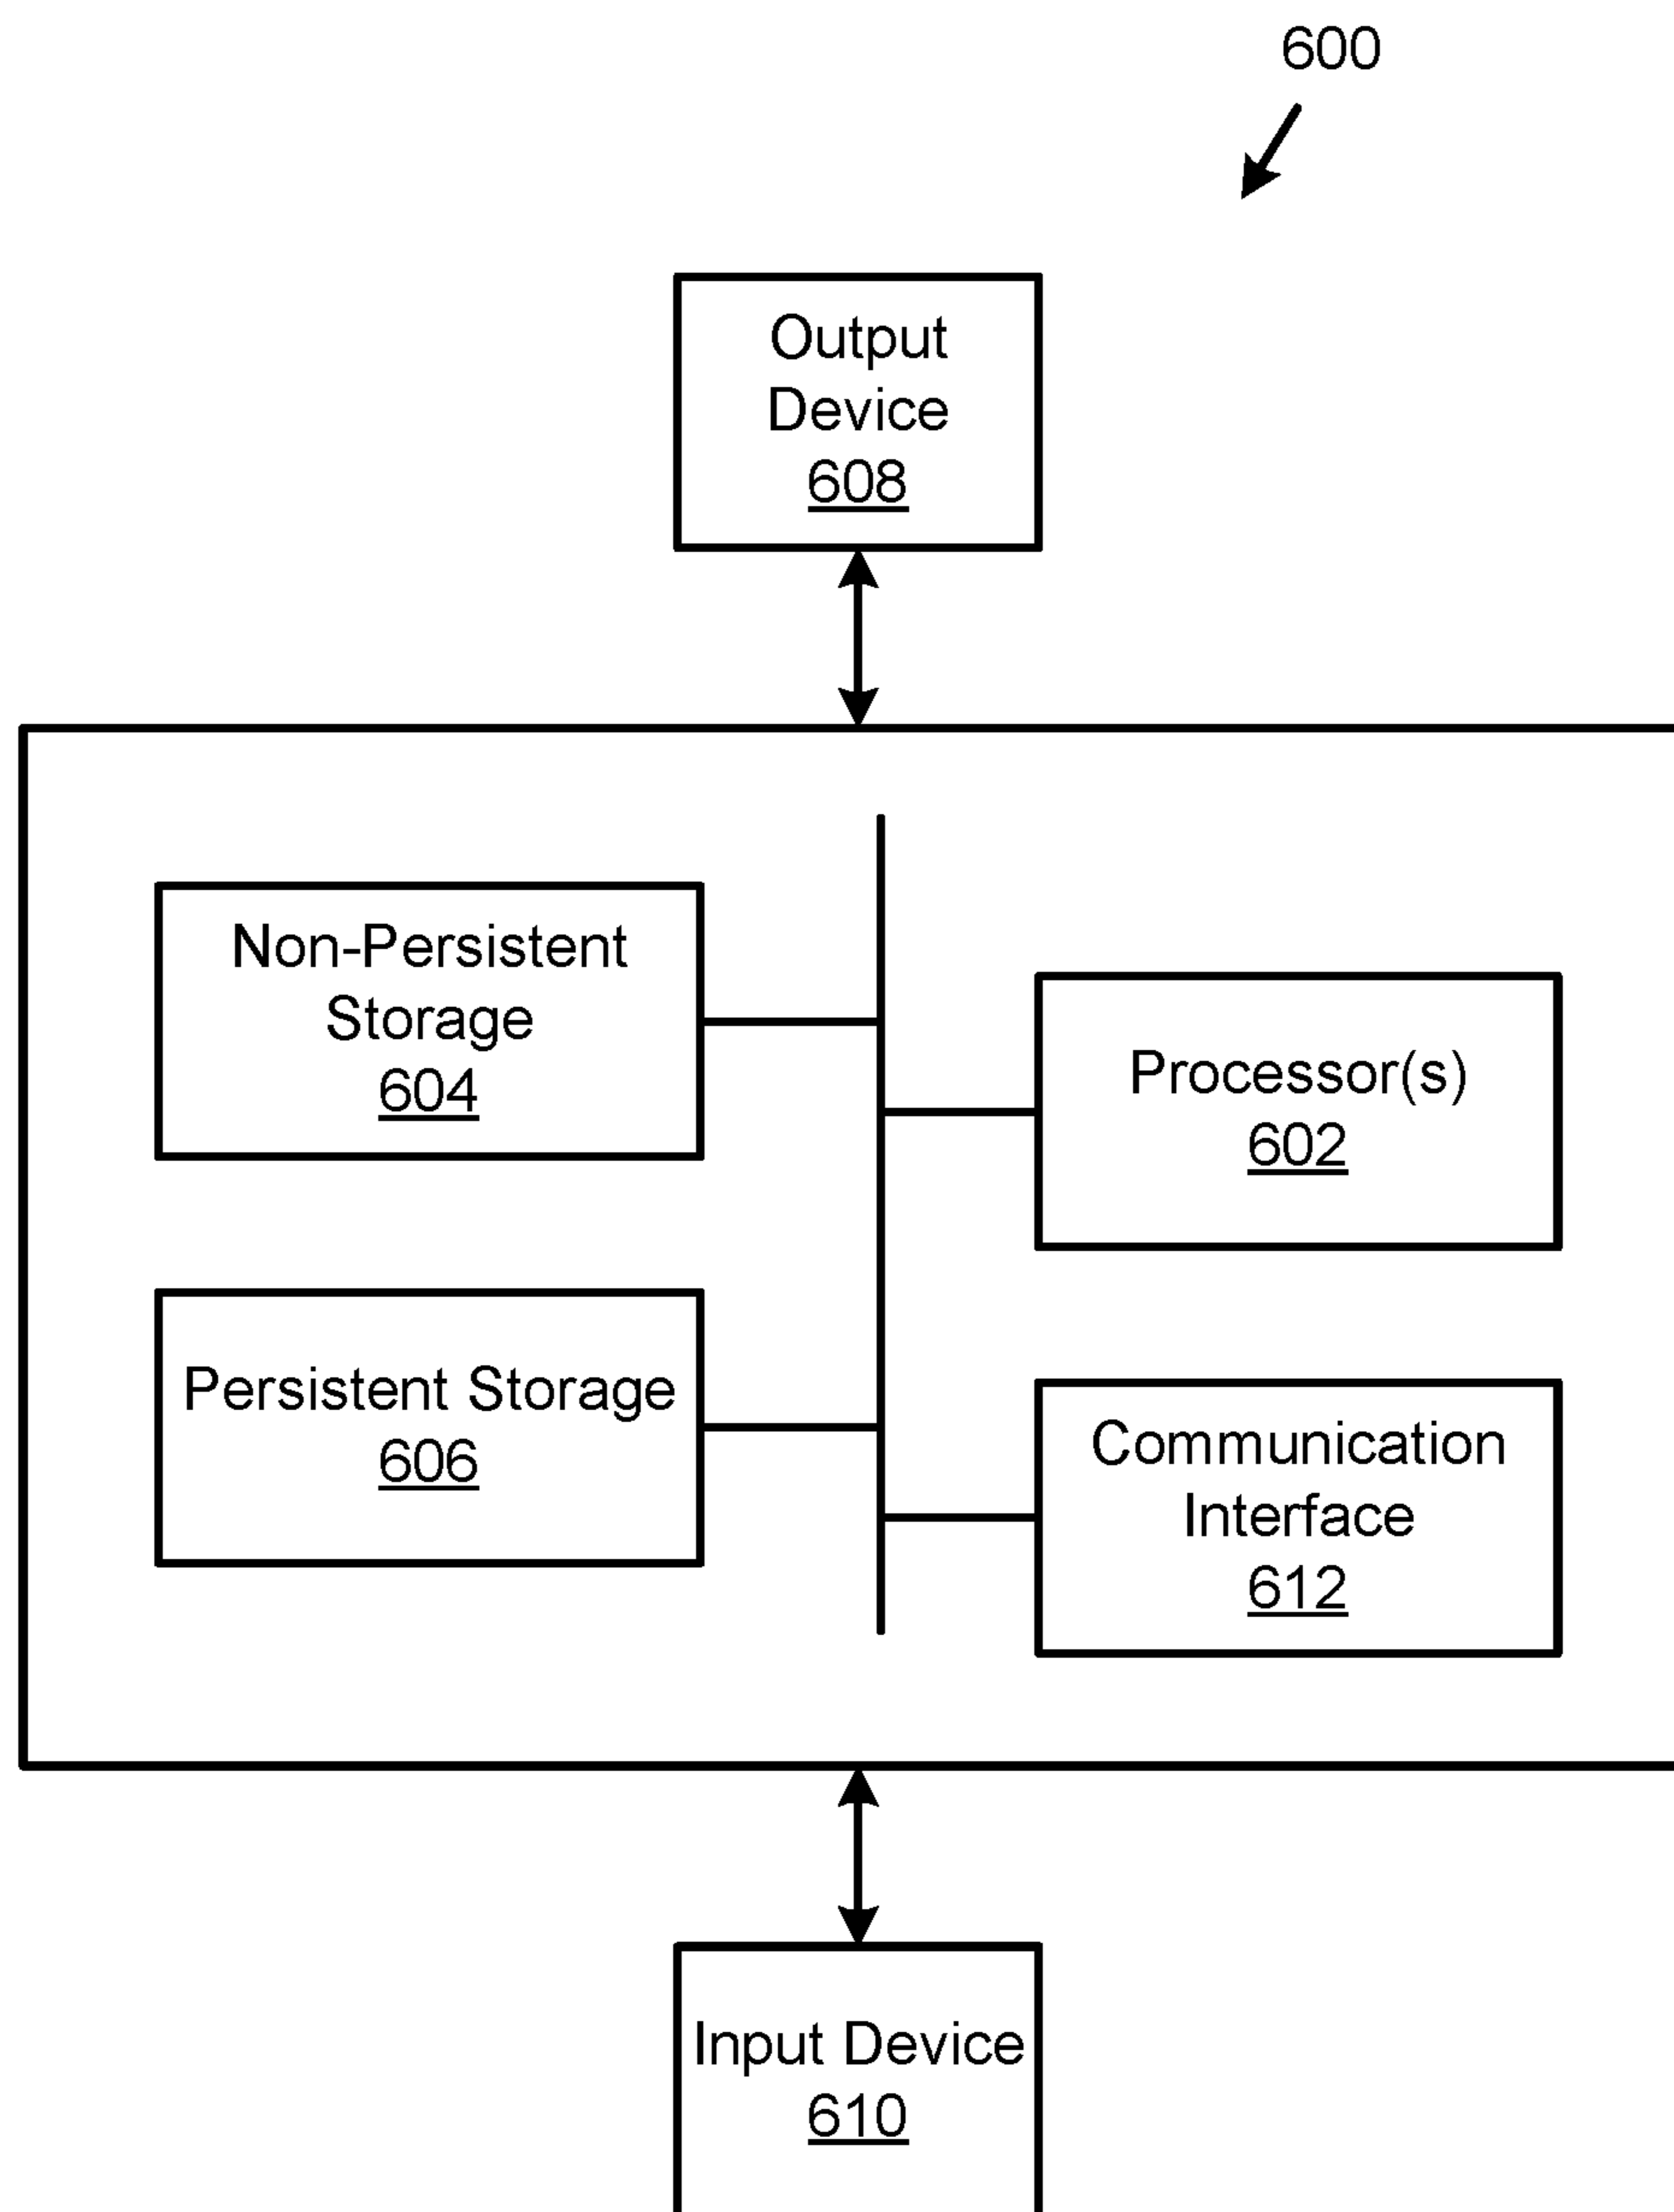 600
Output
Device
608
Non-Persistent
Storage
604
Processor(s)
602
Persistent Storage
606
Communication
Interface
612
Input Device
610